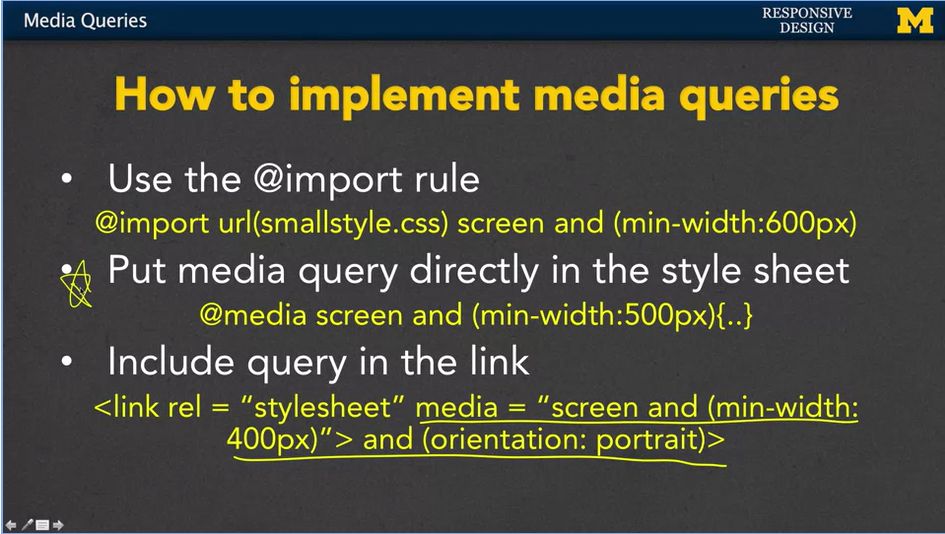 Media Queries
RESPONSIVE
DESIGN
M
How to implement media queries
• Use the @import rule
@import url(smallstyle.css) screen and (min-width:600px)
• Put media query directly in the style sheet
@media screen and (min-width:500px){..}
• Include query in the link
<link rel = “stylesheet” media = “screen and (min-width:
400px)”> and (orientation: portrait)>